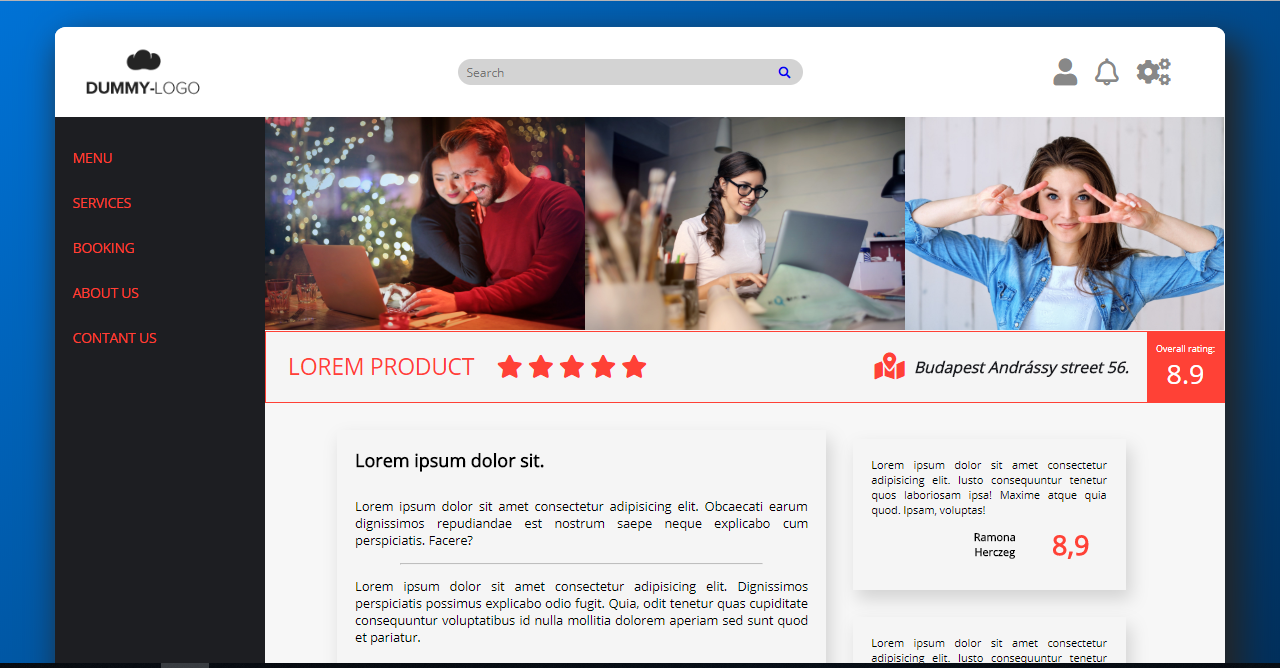 DUMMY-LOGO
Search
MENU
SERVICES
BOOKING
ABOUT US
CONTANT US
LOREM PRODUCT
Budapest Andrássy street 56.
Overall rating:
8.9
Lorem ipsum dolor sit.
Lorem ipsum dolor sit amet consectetur adipisicing elit. Obcaecati earum
dignissimos repudiandae est nostrum saepe neque explicabo cum
perspiciatis. Facere?
Lorem ipsum dolor sit amet consectetur adipisicing elit. Dignissimos
perspiciatis possimus explicabo odio fugit. Quia, odit tenetur quas cupiditate
consequuntur voluptatibus id nulla mollitia dolorem aperiam sed sunt quod
et pariatur.
Lorem ipsum dolor sit amet consectetur
adipisicing elit. Iusto consequuntur tenetur
quos laboriosam ipsa! Maxime atque quia
quod. Ipsam, voluptas!
Ramona
Herczeg
8,9
Lorem ipsum dolor sit amet consectetur
adipisicing elit. Iusto consequuntur tenetur